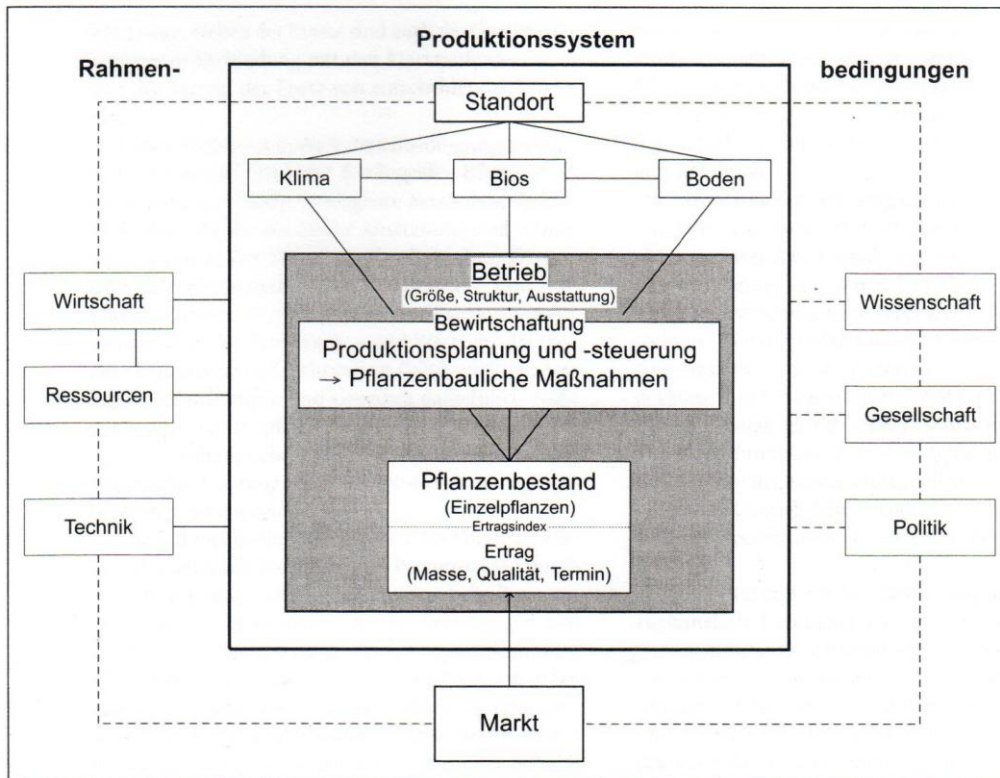 Produktionssystem
Rahmen-
bedingungen
Standort
Klima
Bios
Boden
Betrieb
(Größe, Struktur, Ausstattung)
Bewirtschaftung
Produktionsplanung und -steuerung
→ Pflanzenbauliche Maßnahmen
Wirtschaft
Ressourcen
Technik
Wissenschaft
Gesellschaft
Politik
Pflanzenbestand
(Einzelpflanzen)
Ertragsindex
Ertrag
(Masse, Qualität, Termin)
Markt